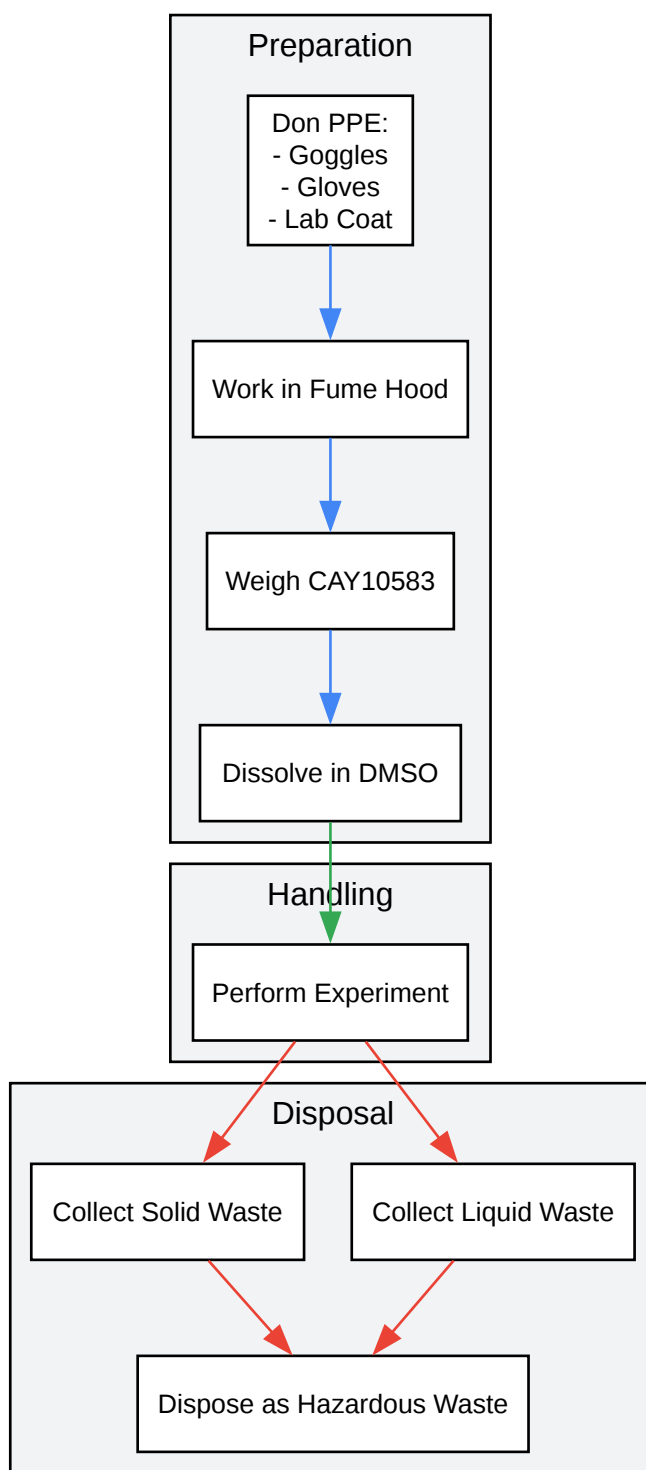 Preparation
Don PPE:
- Goggles
- Gloves
- Lab Coat
Work in Fume Hood
Weigh CAY10583
Dissolve in DMSO
Handling
Perform Experiment
Disposal
Collect Solid Waste
Collect Liquid Waste
Dispose as Hazardous Waste